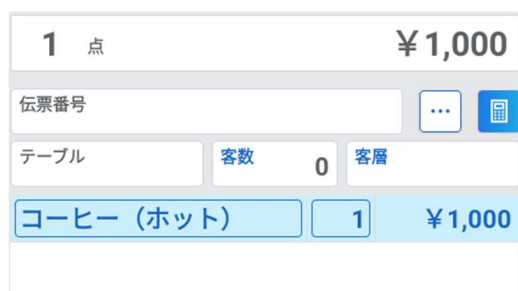 1 点 ￥1,000
伝票番号
…
テーブル 客数 0 客層
コーヒー（ホット） 1 ￥1,000